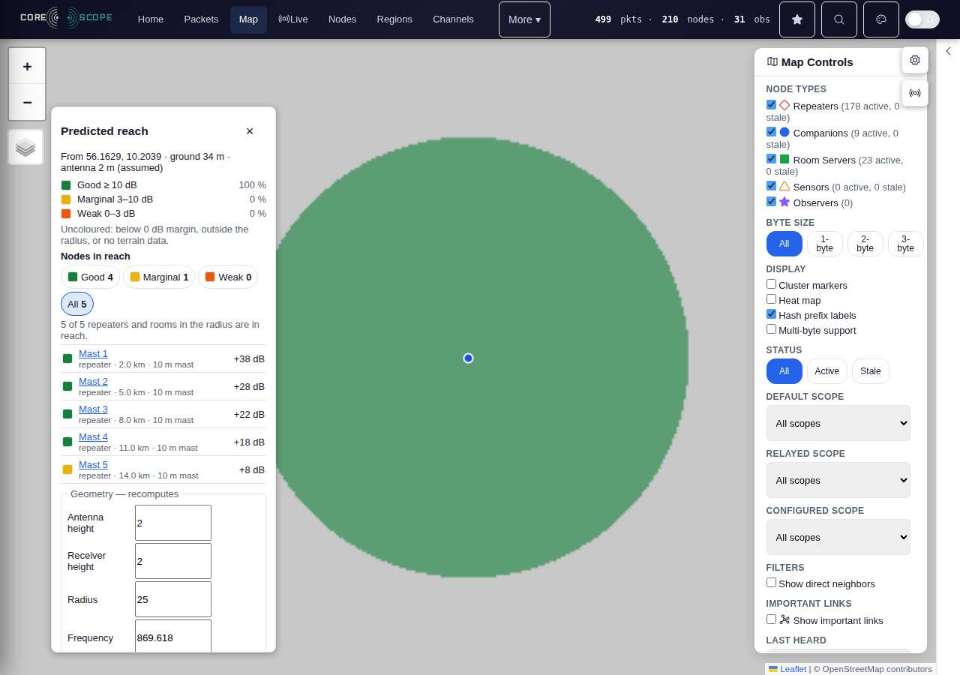 CORE SCOPE Home Packets Map Live Nodes Regions Channels More ▾ 499 pkts · 210 nodes · 31 obs
+
−
Predicted reach ×
From 56.1629, 10.2039 · ground 34 m ·
antenna 2 m (assumed)
Good ≥ 10 dB 100 %
Marginal 3–10 dB 0 %
Weak 0–3 dB 0 %
Uncoloured: below 0 dB margin, outside the
radius, or no terrain data.
Nodes in reach
Good 4 Marginal 1 Weak 0
All 5
5 of 5 repeaters and rooms in the radius are in
reach.
Mast 1
repeater · 2.0 km · 10 m mast +38 dB
Mast 2
repeater · 5.0 km · 10 m mast +28 dB
Mast 3
repeater · 8.0 km · 10 m mast +22 dB
Mast 4
repeater · 11.0 km · 10 m mast +18 dB
Mast 5
repeater · 14.0 km · 10 m mast +8 dB
Geometry — recomputes
Antenna
height 2
Receiver
height 2
Radius 25
Frequency 869.618
Map Controls
NODE TYPES
Repeaters (178 active, 0
stale)
Companions (9 active, 0
stale)
Room Servers (23 active,
0 stale)
Sensors (0 active, 0 stale)
Observers (0)
BYTE SIZE
All 1-
byte 2-
byte 3-
byte
DISPLAY
Cluster markers
Heat map
Hash prefix labels
Multi-byte support
STATUS
All Active Stale
DEFAULT SCOPE
All scopes
RELAYED SCOPE
All scopes
CONFIGURED SCOPE
All scopes
FILTERS
Show direct neighbors
IMPORTANT LINKS
Show important links
LAST HEARD
Leaflet | © OpenStreetMap contributors